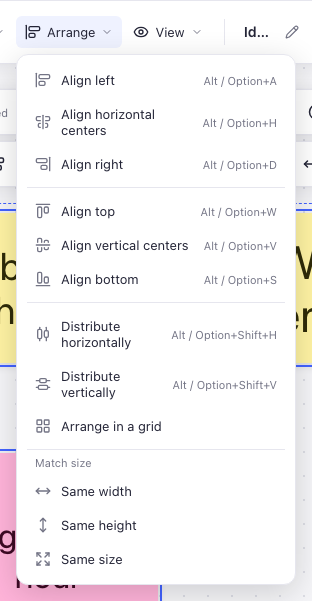 Arrange View Id...
Align left Alt / Option+A
Align horizontal
centers Alt / Option+H
Align right Alt / Option+D
Align top Alt / Option+W
Align vertical centers Alt / Option+V
Align bottom Alt / Option+S
Distribute
horizontally Alt / Option+Shift+H
Distribute
vertically Alt / Option+Shift+V
Arrange in a grid
Match size
Same width
Same height
Same size